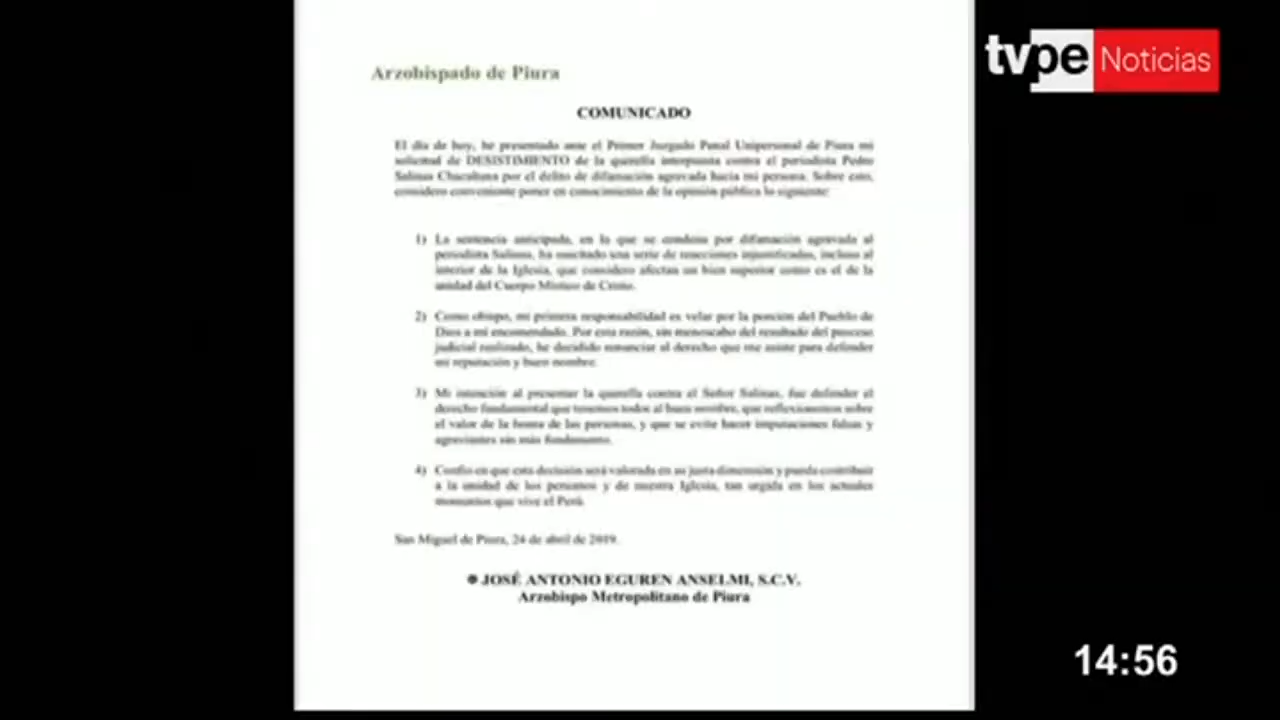 tvpe Noticias
Arzobispado de Piura
COMUNICADO
El día de hoy, he presentado ante el Primer Juzgado Penal Unipersonal de Piura mi
solicitud de DESISTIMIENTO de la querella interpuesta contra el periodista Pedro
Salinas Chacaltana por el delito de difamación agravada hacia mi persona. Sobre esto,
considero conveniente poner en conocimiento de la opinión pública lo siguiente:
1) La sentencia anticipada, en la que se condena por difamación agravada al
periodista Salinas, ha suscitado una serie de reacciones injustificadas, incluso al
interior de la Iglesia, que considero afectan un bien superior como es el de la
unidad del Cuerpo Místico de Cristo.
2) Como obispo, mi primera responsabilidad es velar por la porción del Pueblo de
Dios a mi encomendado. Por esta razón, sin menoscabo del resultado del proceso
judicial realizado, he decidido renunciar al derecho que me asiste para defender
mi reputación y buen nombre.
3) Mi intención al presentar la querella contra el Señor Salinas, fue defender el
derecho fundamental que tenemos todos al buen nombre, que reflexionemos sobre
el valor de la honra de las personas, y que se evite hacer imputaciones falsas y
agraviantes sin más fundamento.
4) Confío en que esta decisión será valorada en su justa dimensión y pueda contribuir
a la unidad de los peruanos y de nuestra Iglesia, tan urgida en los actuales
momentos que vive el Perú.
San Miguel de Piura, 24 de abril de 2019.
JOSÉ ANTONIO EGUREN ANSELMI, S.C.V.
Arzobispo Metropolitano de Piura
14:56